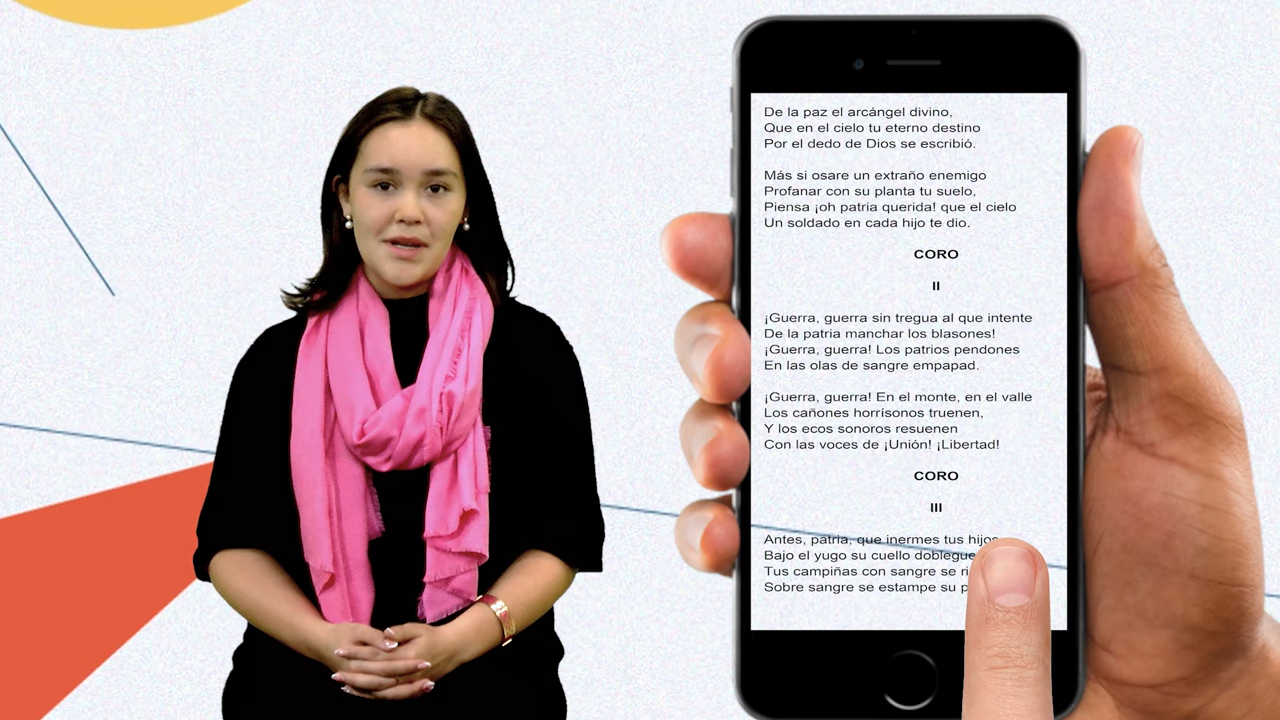 De la paz el arcángel divino,
Que en el cielo tu eterno destino
Por el dedo de Dios se escribió.
Más si osare un extraño enemigo
Profanar con su planta tu suelo,
Piensa ¡oh patria querida! que el cielo
Un soldado en cada hijo te dio.
CORO
II
¡Guerra, guerra sin tregua al que intente
De la patria manchar los blasones!
¡Guerra, guerra! Los patrios pendones
En las olas de sangre empapad.
¡Guerra, guerra! En el monte, en el valle
Los cañones horrísonos truenen,
Y los ecos sonoros resuenen
Con las voces de ¡Unión! ¡Libertad!
CORO
III
Antes, patria, que inermes tus hijos
Bajo el yugo su cuello dobleguen
Tus campiñas con sangre se
Sobre sangre se estampe su